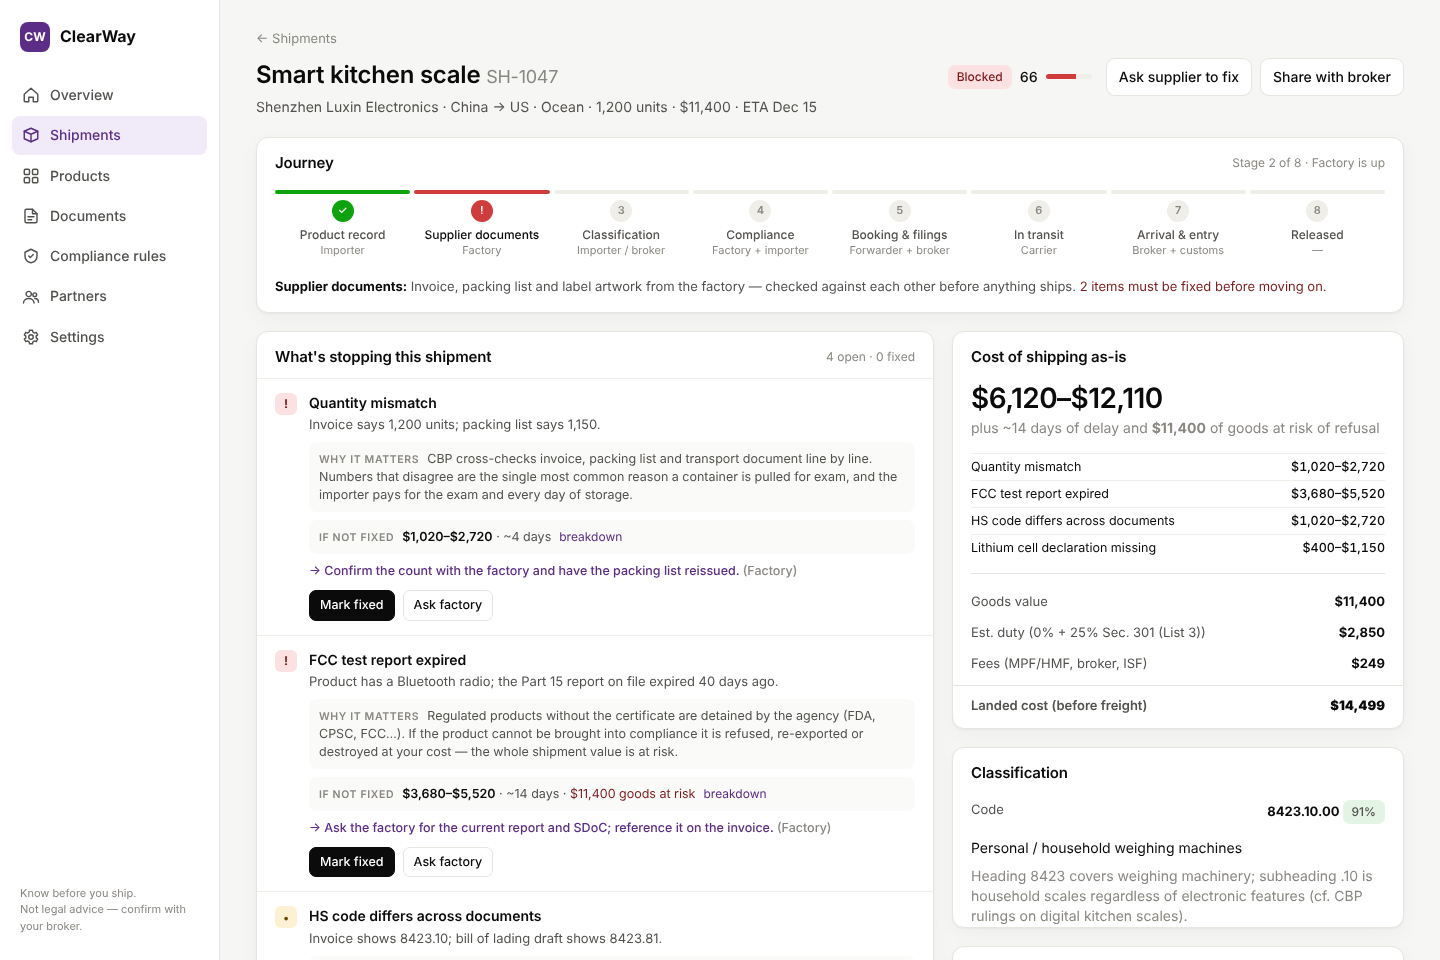 CW ClearWay
Overview
Shipments
Products
Documents
Compliance rules
Partners
Settings
Know before you ship.
Not legal advice — confirm with
your broker.
← Shipments
Smart kitchen scale SH-1047
Blocked 66
Ask supplier to fix
Share with broker
Shenzhen Luxin Electronics · China → US · Ocean · 1,200 units · $11,400 · ETA Dec 15
Journey
Stage 2 of 8 · Factory is up
✓
Product record
Importer
!
Supplier documents
Factory
3
Classification
Importer / broker
4
Compliance
Factory + importer
5
Booking & filings
Forwarder + broker
6
In transit
Carrier
7
Arrival & entry
Broker + customs
8
Released
—
Supplier documents: Invoice, packing list and label artwork from the factory — checked against each other before anything ships. 2 items must be fixed before moving on.
What's stopping this shipment
4 open · 0 fixed
! Quantity mismatch
Invoice says 1,200 units; packing list says 1,150.
WHY IT MATTERS CBP cross-checks invoice, packing list and transport document line by line.
Numbers that disagree are the single most common reason a container is pulled for exam, and the
importer pays for the exam and every day of storage.
IF NOT FIXED $1,020–$2,720 · ~4 days breakdown
→ Confirm the count with the factory and have the packing list reissued. (Factory)
Mark fixed
Ask factory
! FCC test report expired
Product has a Bluetooth radio; the Part 15 report on file expired 40 days ago.
WHY IT MATTERS Regulated products without the certificate are detained by the agency (FDA,
CPSC, FCC…). If the product cannot be brought into compliance it is refused, re-exported or
destroyed at your cost — the whole shipment value is at risk.
IF NOT FIXED $3,680–$5,520 · ~14 days · $11,400 goods at risk breakdown
→ Ask the factory for the current report and SDoC; reference it on the invoice. (Factory)
Mark fixed
Ask factory
• HS code differs across documents
Invoice shows 8423.10; bill of lading draft shows 8423.81.
Cost of shipping as-is
$6,120–$12,110
plus ~14 days of delay and $11,400 of goods at risk of refusal
Quantity mismatch $1,020–$2,720
FCC test report expired $3,680–$5,520
HS code differs across documents $1,020–$2,720
Lithium cell declaration missing $400–$1,150
Goods value $11,400
Est. duty (0% + 25% Sec. 301 (List 3)) $2,850
Fees (MPF/HMF, broker, ISF) $249
Landed cost (before freight) $14,499
Classification
Code 8423.10.00 91%
Personal / household weighing machines
Heading 8423 covers weighing machinery; subheading .10 is
household scales regardless of electronic features (cf. CBP
rulings on digital kitchen scales).